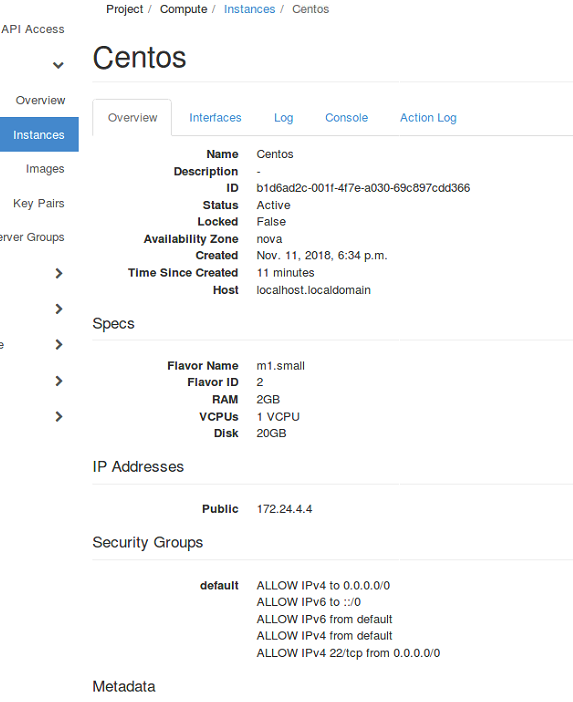 Project / Compute / Instances / Centos
API Access
Centos
Overview
Instances
Images
Key Pairs
erver Groups
e
Overview Interfaces Log Console Action Log
Name Centos
Description -
ID b1d6ad2c-001f-4f7e-a030-69c897cdd366
Status Active
Locked False
Availability Zone nova
Created Nov. 11, 2018, 6:34 p.m.
Time Since Created 11 minutes
Host localhost.localdomain
Specs
Flavor Name m1.small
Flavor ID 2
RAM 2GB
VCPUs 1 VCPU
Disk 20GB
IP Addresses
Public 172.24.4.4
Security Groups
default ALLOW IPv4 to 0.0.0.0/0
ALLOW IPv6 to ::/0
ALLOW IPv6 from default
ALLOW IPv4 from default
ALLOW IPv4 22/tcp from 0.0.0.0/0
Metadata